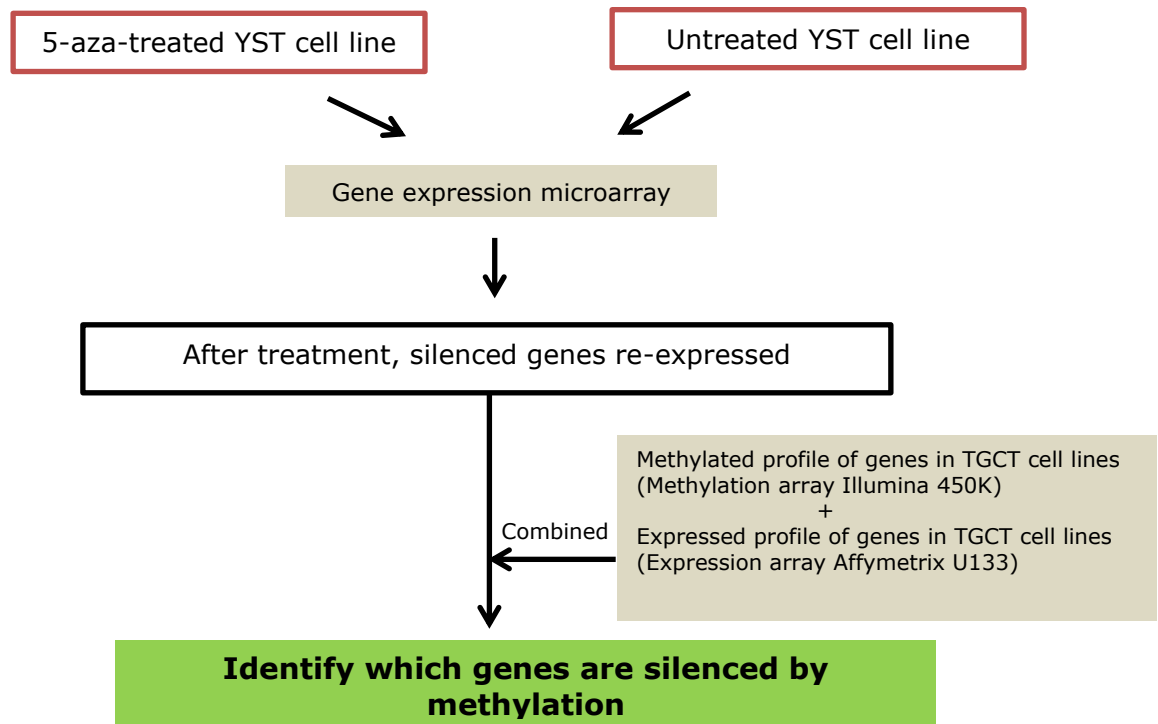 5-aza-treated YST cell line
Untreated YST cell line
Gene expression microarray
After treatment, silenced genes re-expressed
Methylated profile of genes in TGCT cell lines
(Methylation array Illumina 450K)
+
Expressed profile of genes in TGCT cell lines
(Expression array Affymetrix U133)
Combined
Identify which genes are silenced by
methylation